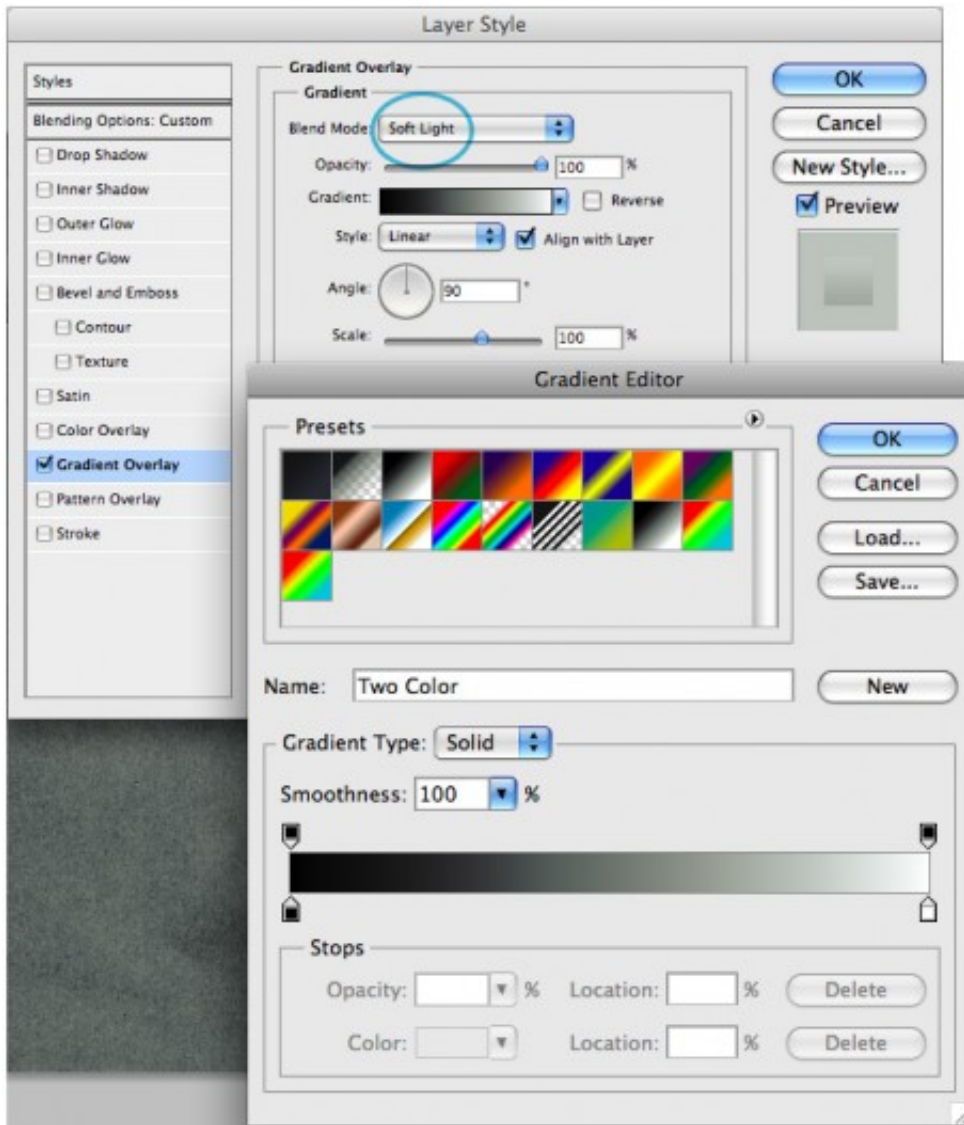 Layer Style
Styles
Blending Options: Custom
Drop Shadow
Inner Shadow
Outer Glow
Inner Glow
Bevel and Emboss
Contour
Texture
Satin
Color Overlay
Gradient Overlay
Pattern Overlay
Stroke
Gradient Overlay
Gradient
Blend Mode: Soft Light
Opacity: 100 %
Gradient: Reverse
Style: Linear Align with Layer
Angle: 90 °
Scale: 100 %
OK
Cancel
New Style...
Preview
Gradient Editor
Presets
OK
Cancel
Load...
Save...
Name: Two Color New
Gradient Type: Solid
Smoothness: 100 %
Stops
Opacity: % Location: % Delete
Color: Location: % Delete